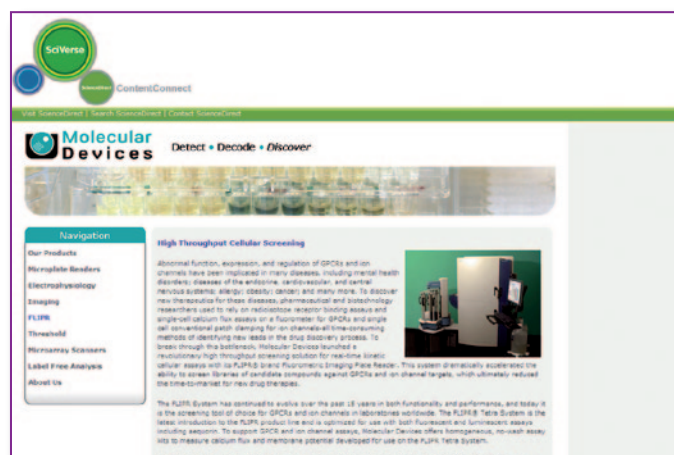 SciVerse
ScienceDirect
ContentConnect
Visit ScienceDirect | Search ScienceDirect | Contact ScienceDirect
Molecular
Devices
Detect • Decode • Discover
Navigation
Our Products
Microplate Readers
Electrophysiology
Imaging
FLIPR
Threshold
Microarray Scanners
Label Free Analysis
About Us
High Throughput Cellular Screening
Abnormal function, expression, and regulation of GPCRs and ion
channels have been implicated in many diseases, including mental health
disorders; diseases of the endocrine, cardiovascular, and central
nervous systems; allergy; obesity; cancer; and many more. To discover
new therapeutics for these diseases, pharmaceutical and biotechnology
researchers used to rely on radioisotope receptor binding assays and
single-cell calcium flux assays on a fluorometer for GPCRs and single
cell conventional patch clamping for ion channels-all time-consuming
methods of identifying new leads in the drug discovery process. To
break through this bottleneck, Molecular Devices launched a
revolutionary high throughput screening solution for real-time kinetic
cellular assays with its FLIPR® brand Fluorometric Imaging Plate Reader. This system dramatically accelerated the
ability to screen libraries of candidate compounds against GPCRs and ion channel targets, which ultimately reduced
the time-to-market for new drug therapies.
The FLIPR System has continued to evolve over the past 15 years in both functionality and performance, and today it
is the screening tool of choice for GPCRs and ion channels in laboratories worldwide. The FLIPR® Tetra System is the
latest introduction to the FLIPR product line and is optimized for use with both fluorescent and luminescent assays
including aequorin. To support GPCR and ion channel assays, Molecular Devices offers homogeneous, no-wash assay
kits to measure calcium flux and membrane potential developed for use on the FLIPR Tetra System.